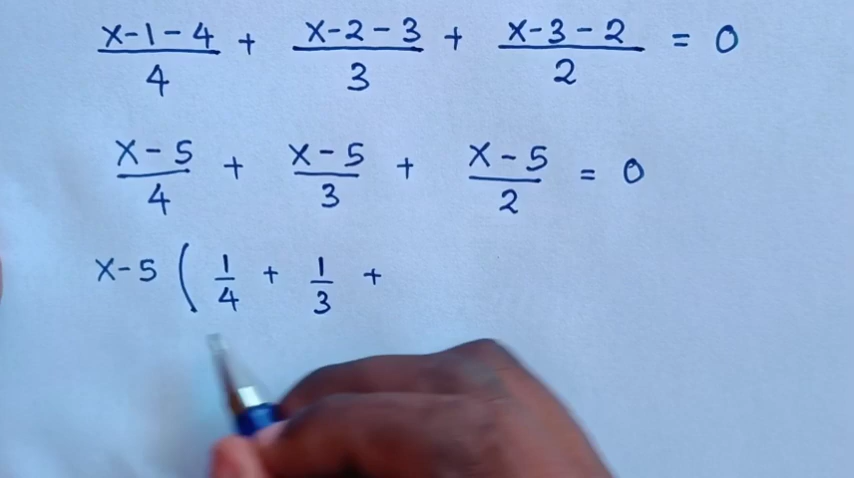 x-1-4/4 + x-2-3/3 + x-3-2/2 = 0
x-5/4 + x-5/3 + x-5/2 = 0
x-5 ( 1/4 + 1/3 +